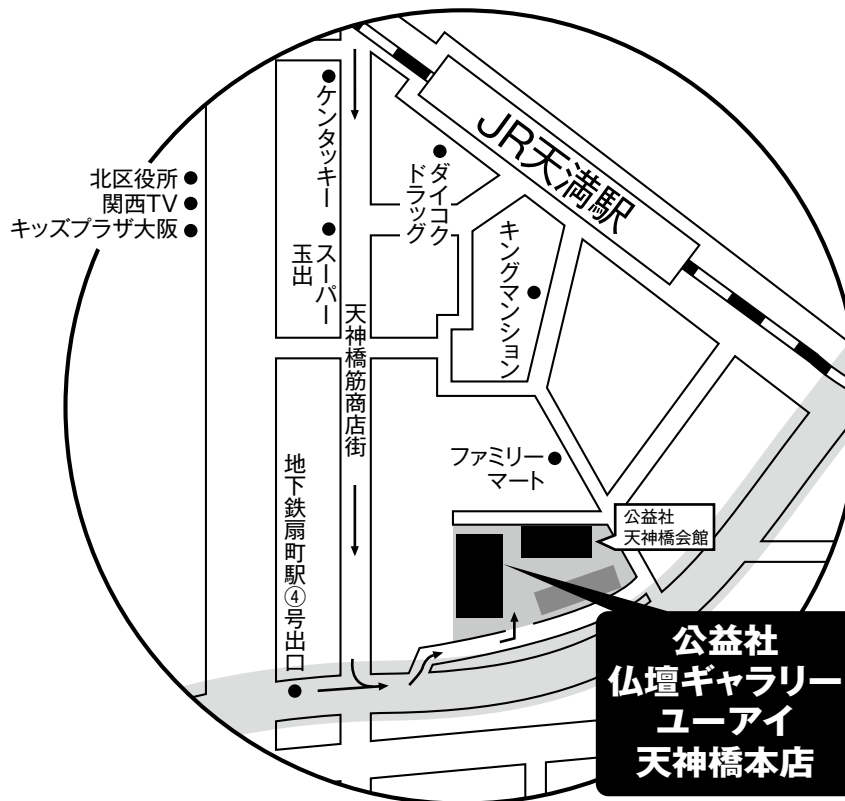 JR天満駅
ケンタッキー
ダイコク
ドラッグ
北区役所
関西TV
キッズプラザ大阪
スーパー
玉出
キングマンション
天神橋筋商店街
ファミリー
マート
地下鉄扇町駅④号出口
公益社
天神橋会館
公益社
仏壇ギャラリー
ユーアイ
天神橋本店